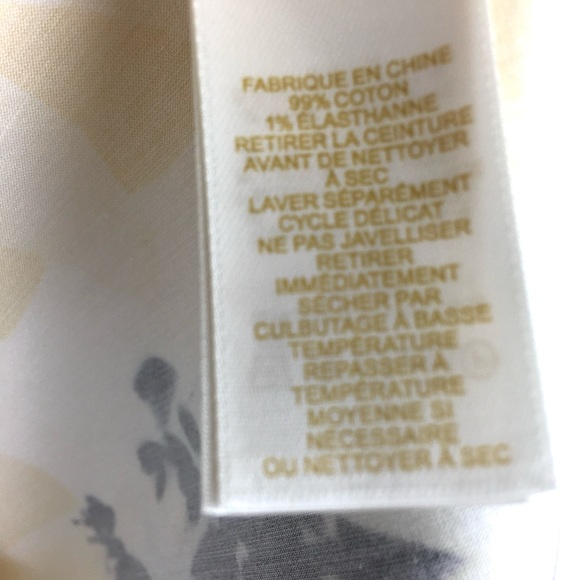 FABRIQUE EN CHINE
99% COTON
1% ÉLASTHANNE
RETIRER LA CEINTURE
AVANT DE NETTOYER
À SEC
LAVER SÉPARÉMENT
CYCLE DÉLICAT
NE PAS JAVELLISER
RETIRER
IMMÉDIATEMENT
SÉCHER PAR
CULBUTAGE À BASSE
TEMPÉRATURE
REPASSER À
TEMPÉRATURE
MOYENNE SI
NÉCESSAIRE
OU NETTOYER À SEC